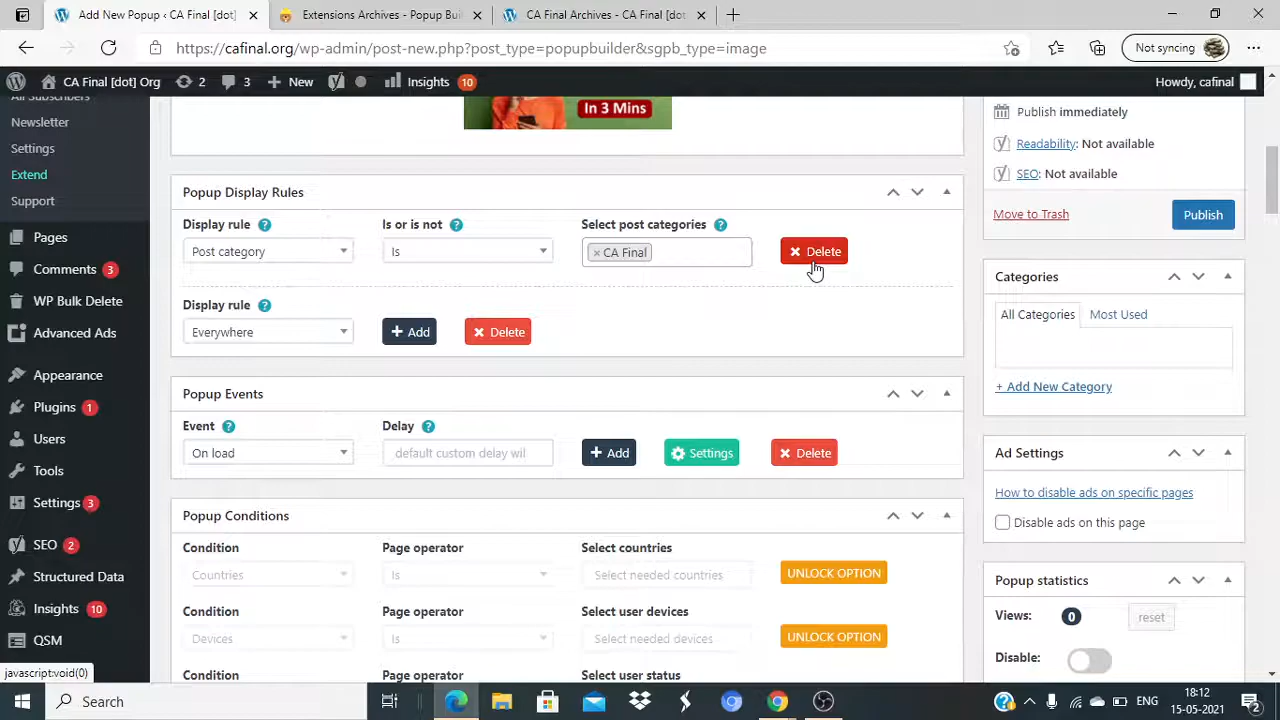 Add New Popup ‹ CA Final [dot]
Extensions Archives - Popup Buil
CA Final Archives - CA Final [dot
https://cafinal.org/wp-admin/post-new.php?post_type=popupbuilder&sgpb_type=image
Not syncing
CA Final [dot] Org 2 3 New Insights 10 Howdy, cafinal
All Subscribers
Newsletter
Settings
Extend
Support
Pages
Comments 3
WP Bulk Delete
Advanced Ads
Appearance
Plugins 1
Users
Tools
Settings 3
SEO 2
Structured Data
Insights 10
QSM
javascript:void(0)
In 3 Mins
Popup Display Rules
Display rule ? Is or is not ? Select post categories ?
Post category Is × CA Final Delete
Display rule ?
Everywhere + Add Delete
Popup Events
Event ? Delay ?
On load default custom delay wil + Add Settings Delete
Popup Conditions
Condition Page operator Select countries
Countries Is Select needed countries UNLOCK OPTION
Condition Page operator Select user devices
Devices Is Select needed devices UNLOCK OPTION
Condition Page operator Select user status
Publish immediately
Readability: Not available
SEO: Not available
Move to Trash Publish
Categories
All Categories Most Used
+ Add New Category
Ad Settings
How to disable ads on specific pages
Disable ads on this page
Popup statistics
Views: 0 reset
Disable:
Search
ENG
18:12
15-05-2021
2